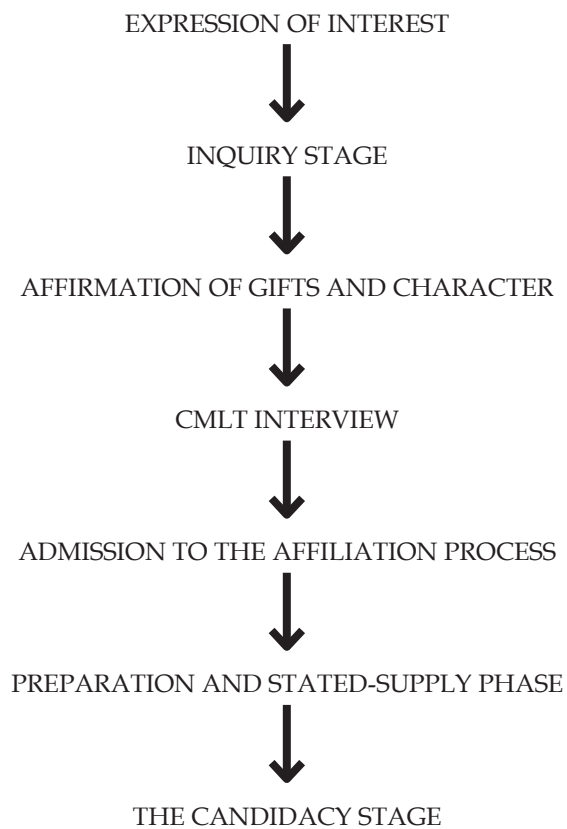 EXPRESSION OF INTEREST
INQUIRY STAGE
AFFIRMATION OF GIFTS AND CHARACTER
CMLT INTERVIEW
ADMISSION TO THE AFFILIATION PROCESS
PREPARATION AND STATED-SUPPLY PHASE
THE CANDIDACY STAGE